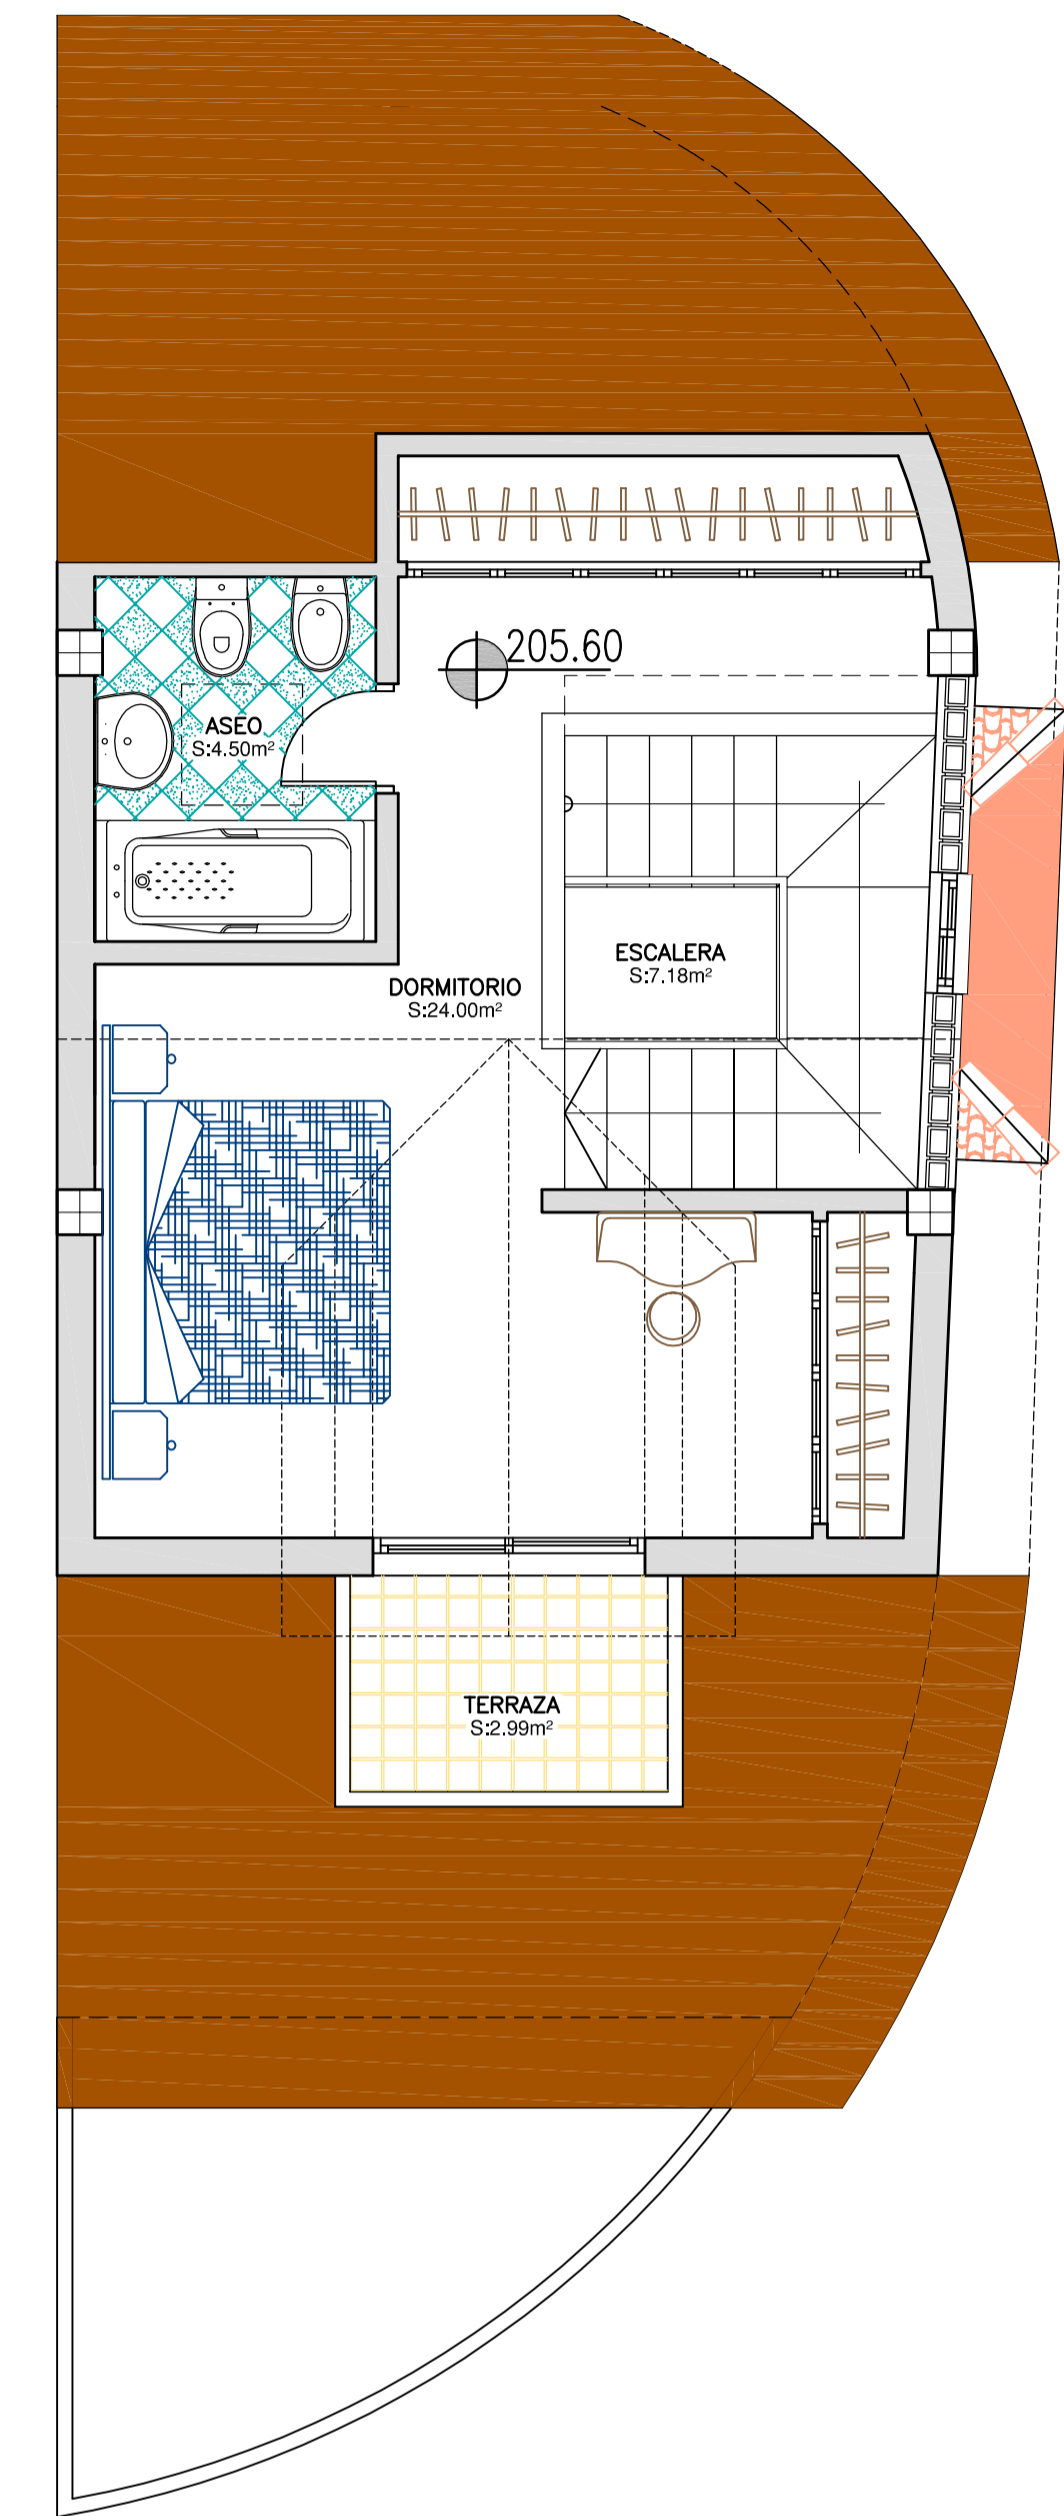 205.60
ASEO
S:4.50m²
ESCALERA
S:7.18m²
DORMITORIO
S:24.00m²
TERRAZA
S:2.99m²